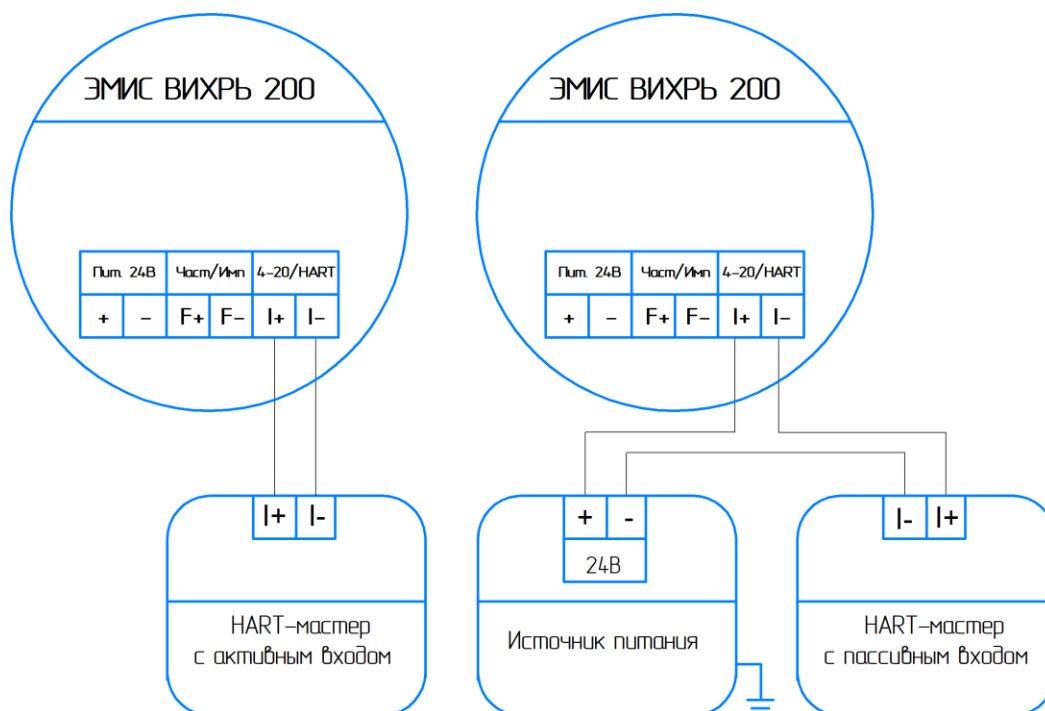 ЭМИС ВИХРЬ 200
Пит. 24В Част/Имп 4-20/HART
+ - F+ F- I+ I-
I+ I-
HART-мастер
с активным входом
ЭМИС ВИХРЬ 200
Пит. 24В Част/Имп 4-20/HART
+ - F+ F- I+ I-
+ -
24В
Источник питания
I- I+
HART-мастер
с пассивным входом